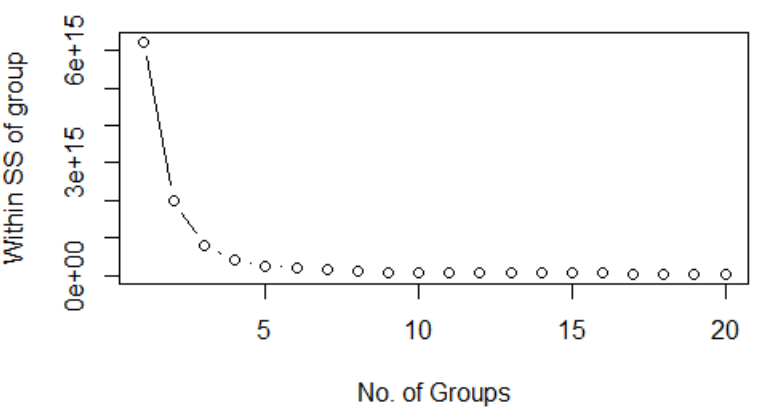 Within SS of group
6e+15
3e+15
0e+00
5 10 15 20
No. of Groups